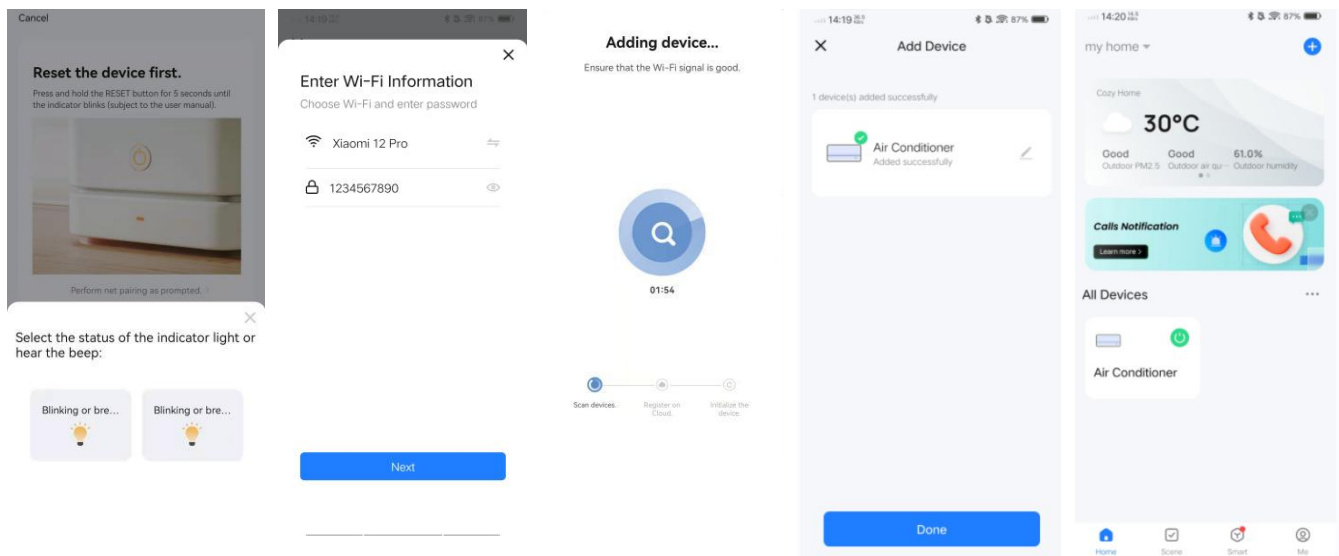 Cancel
Reset the device first.
Press and hold the RESET button for 5 seconds until
the indicator blinks (subject to the user manual).
Perform net pairing as prompted.
Select the status of the indicator light or
hear the beep:
Blinking or bre...
Blinking or bre...
14:19
87%
Enter Wi-Fi Information
Choose Wi-Fi and enter password
Xiaomi 12 Pro
1234567890
Next
Adding device...
Ensure that the Wi-Fi signal is good.
01:54
Scan devices.
Register on
Cloud.
Initialise the
device.
14:19
87%
Add Device
1 device(s) added successfully
Air Conditioner
Added successfully
Done
14:20
87%
my home
Cozy Home
30°C
Good
Good
61.0%
Outdoor PM2.5
Outdoor air qu...
Outdoor humidity
Calls Notification
Learn more >
All Devices
Air Conditioner
Home
Scene
Smart
Me